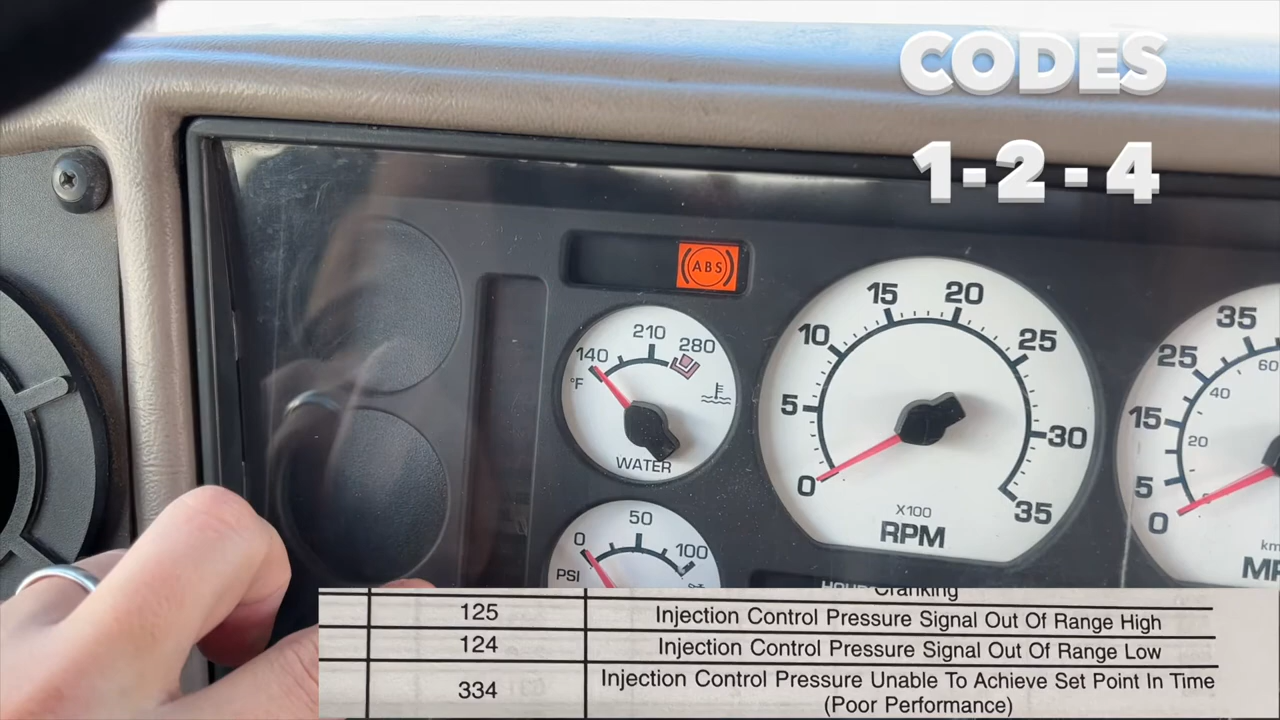 CODES
1-2-4
ABS
140
210
280
°F
WATER
0
50
100
PSI
0
5
10
15
20
25
30
35
X100
RPM
0
5
15
25
35
20
40
60
km
Cranking
125 Injection Control Pressure Signal Out Of Range High
124 Injection Control Pressure Signal Out Of Range Low
334 Injection Control Pressure Unable To Achieve Set Point In Time
(Poor Performance)